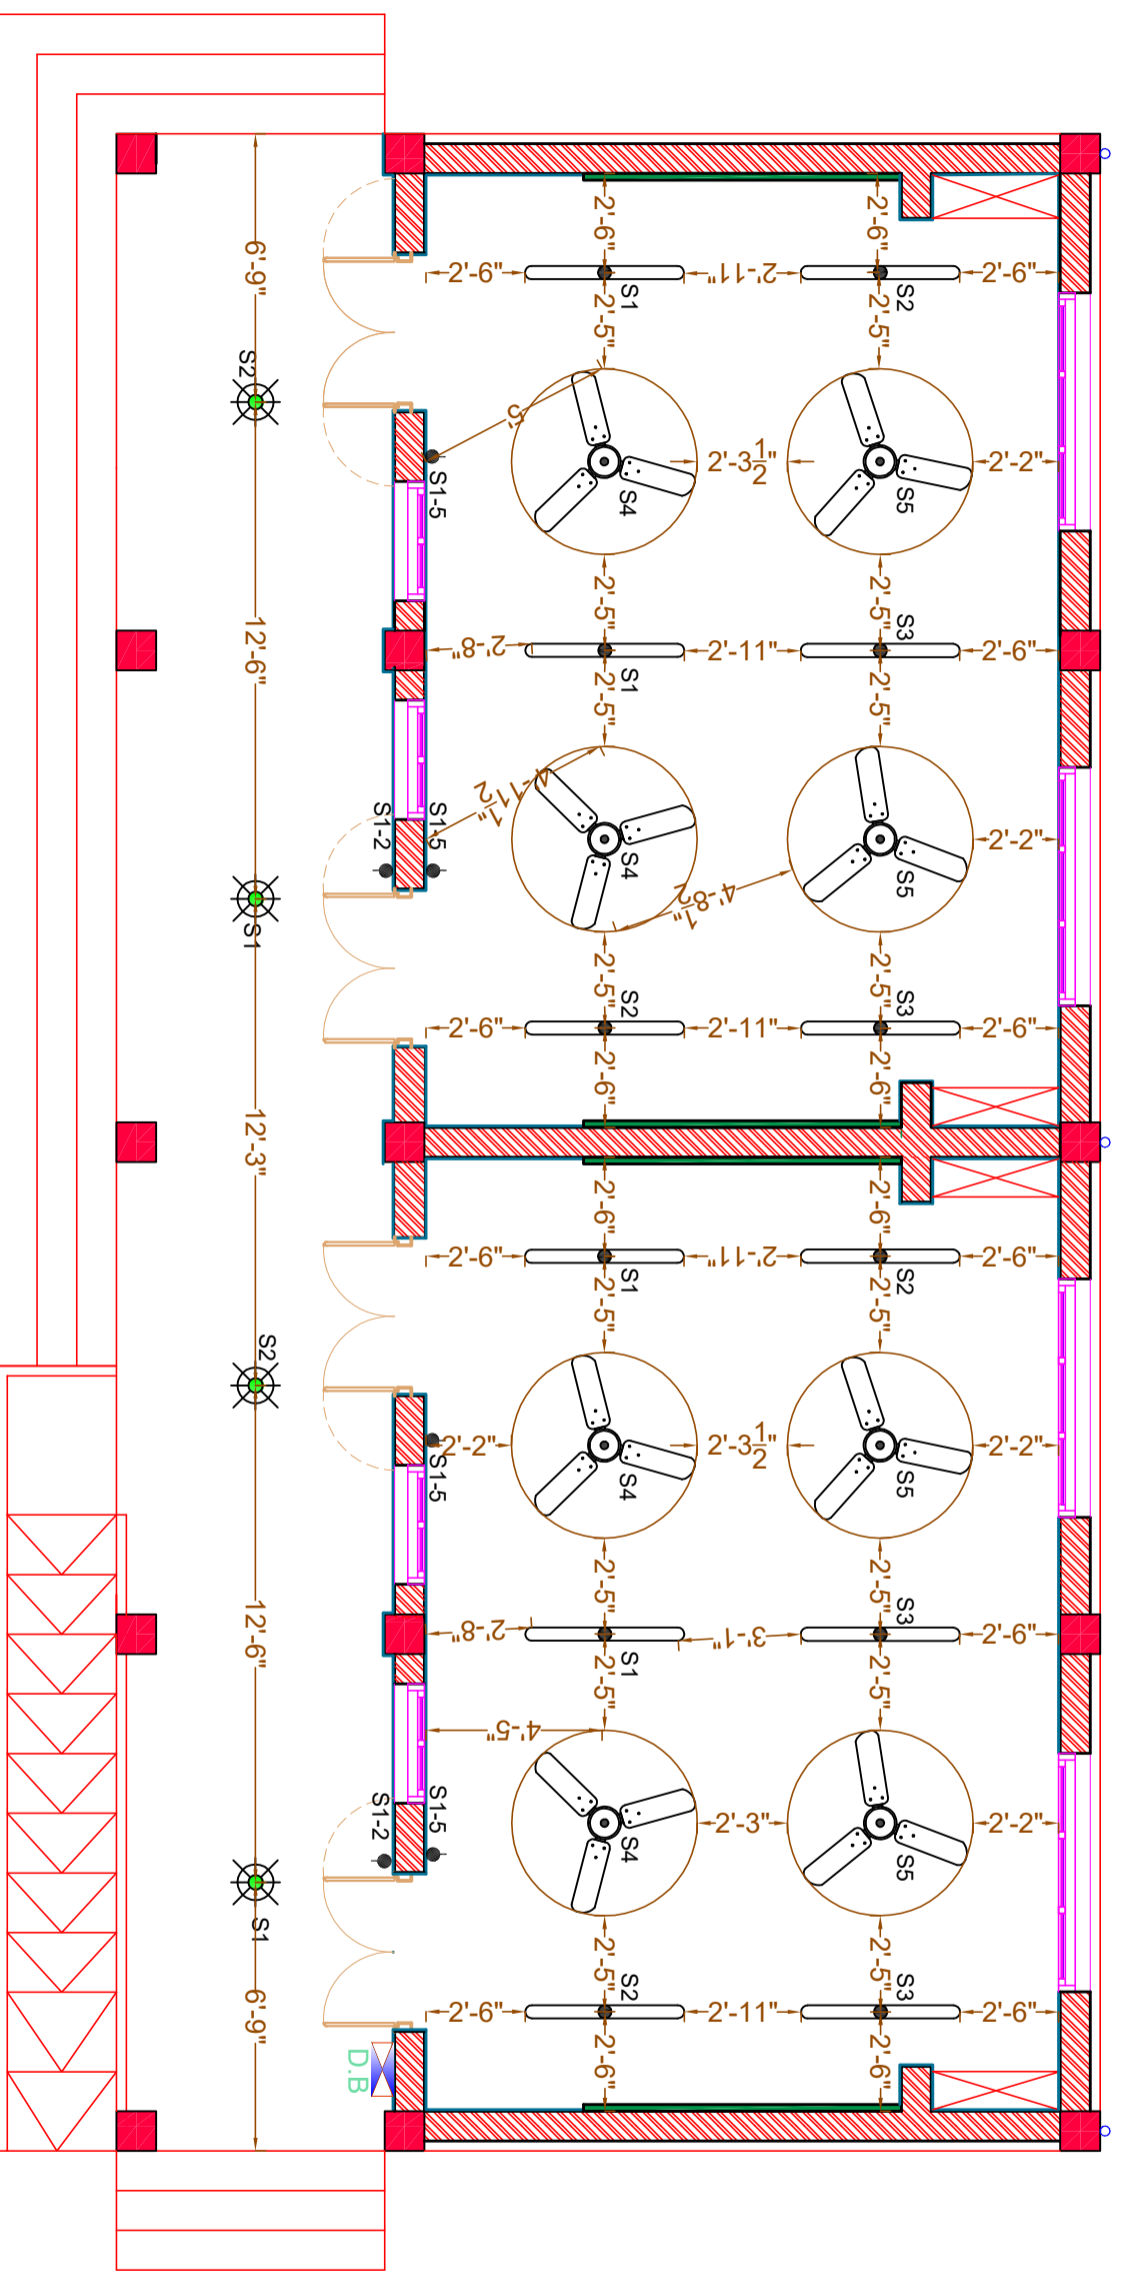 2'-6"
2'-6"
2'-6"
S1
2'-11"
S2
2'-6"
2'-5"
2'-5"
6'-9"
S2
5'
S1-5
S4
2'-3½"
S5
2'-2"
2'-5"
2'-5"
12'-6"
2'-8"
S1
2'-11"
S3
2'-6"
2'-5"
2'-5"
4'-11½"
S1-2
S1-5
S4
S5
2'-2"
4'-8½"
S1
2'-5"
2'-5"
2'-6"
S2
2'-11"
S3
2'-6"
2'-6"
2'-6"
12'-3"
2'-6"
2'-6"
2'-6"
S1
2'-11"
S2
2'-6"
2'-5"
2'-5"
S2
2'-2"
S1-5
S4
2'-3½"
S5
2'-2"
2'-5"
2'-5"
12'-6"
2'-8"
S1
3'-1"
S3
2'-6"
2'-5"
2'-5"
4'-5"
S1-2
S1-5
S4
2'-3"
S5
2'-2"
S1
2'-5"
2'-5"
6'-9"
2'-6"
S2
2'-11"
S3
2'-6"
2'-6"
2'-6"
D.B